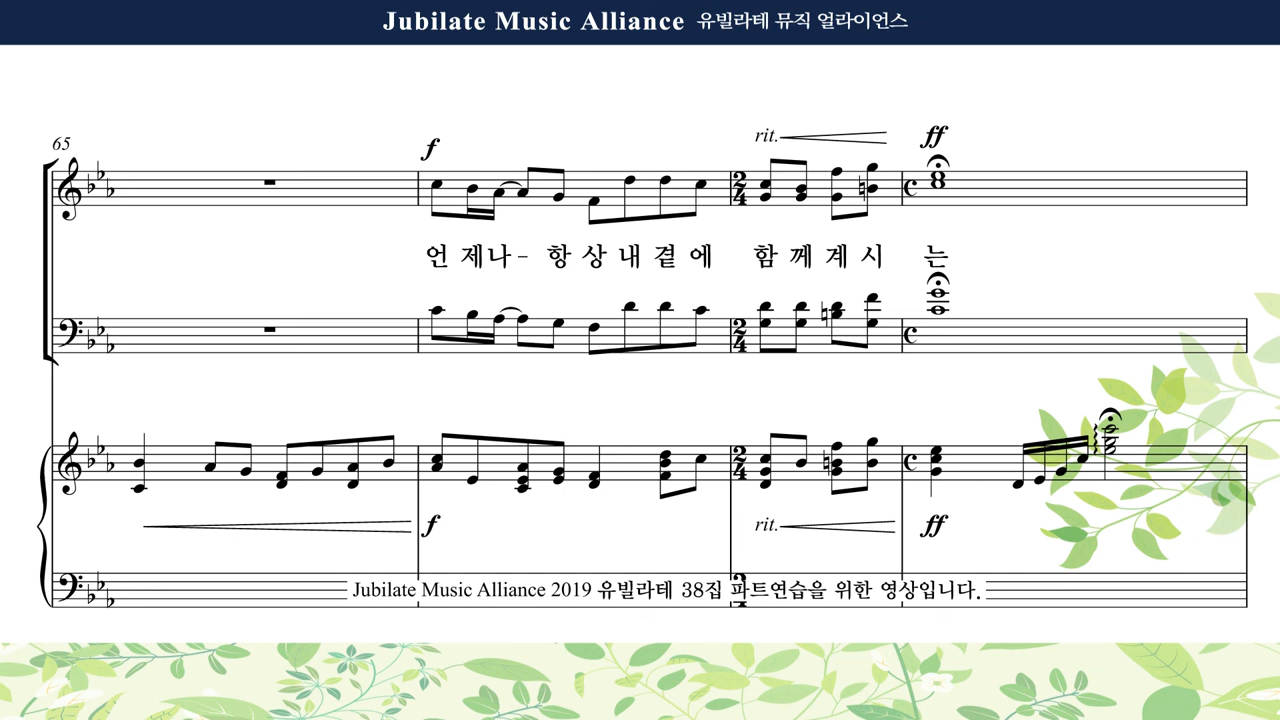 Jubilate Music Alliance 유빌라테 뮤직 얼라이언스
65
f
rit.
ff
언 제나 - 항 상 내 곁 에 함 께 계 시 는
f
rit.
ff
Jubilate Music Alliance 2019 유빌라테 38집 파트연습을 위한 영상입니다.